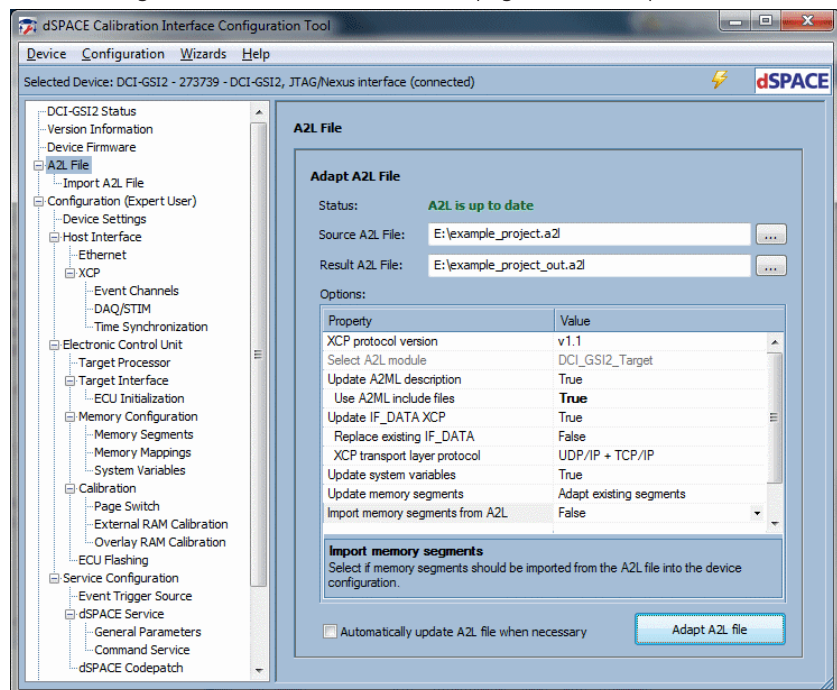 dSPACE Calibration Interface Configuration Tool
Device Configuration Wizards Help
Selected Device: DCI-GSI2 - 273739 - DCI-GSI2, JTAG/Nexus interface (connected)
dSPACE
DCI-GSI2 Status
Version Information
Device Firmware
A2L File
Import A2L File
Configuration (Expert User)
Device Settings
Host Interface
Ethernet
XCP
Event Channels
DAQ/STIM
Time Synchronization
Electronic Control Unit
Target Processor
Target Interface
ECU Initialization
Memory Configuration
Memory Segments
Memory Mappings
System Variables
Calibration
Page Switch
External RAM Calibration
Overlay RAM Calibration
ECU Flashing
Service Configuration
Event Trigger Source
dSPACE Service
General Parameters
Command Service
dSPACE Codepatch
A2L File
Adapt A2L File
Status: A2L is up to date
Source A2L File: E:\example_project.a2l ...
Result A2L File: E:\example_project_out.a2l ...
Options:
Property Value
XCP protocol version v1.1
Select A2L module DCI_GSI2_Target
Update A2ML description True
Use A2ML include files True
Update IF_DATA XCP True
Replace existing IF_DATA False
XCP transport layer protocol UDP/IP + TCP/IP
Update system variables True
Update memory segments Adapt existing segments
Import memory segments from A2L False
Import memory segments
Select if memory segments should be imported from the A2L file into the device
configuration.
Automatically update A2L file when necessary Adapt A2L file